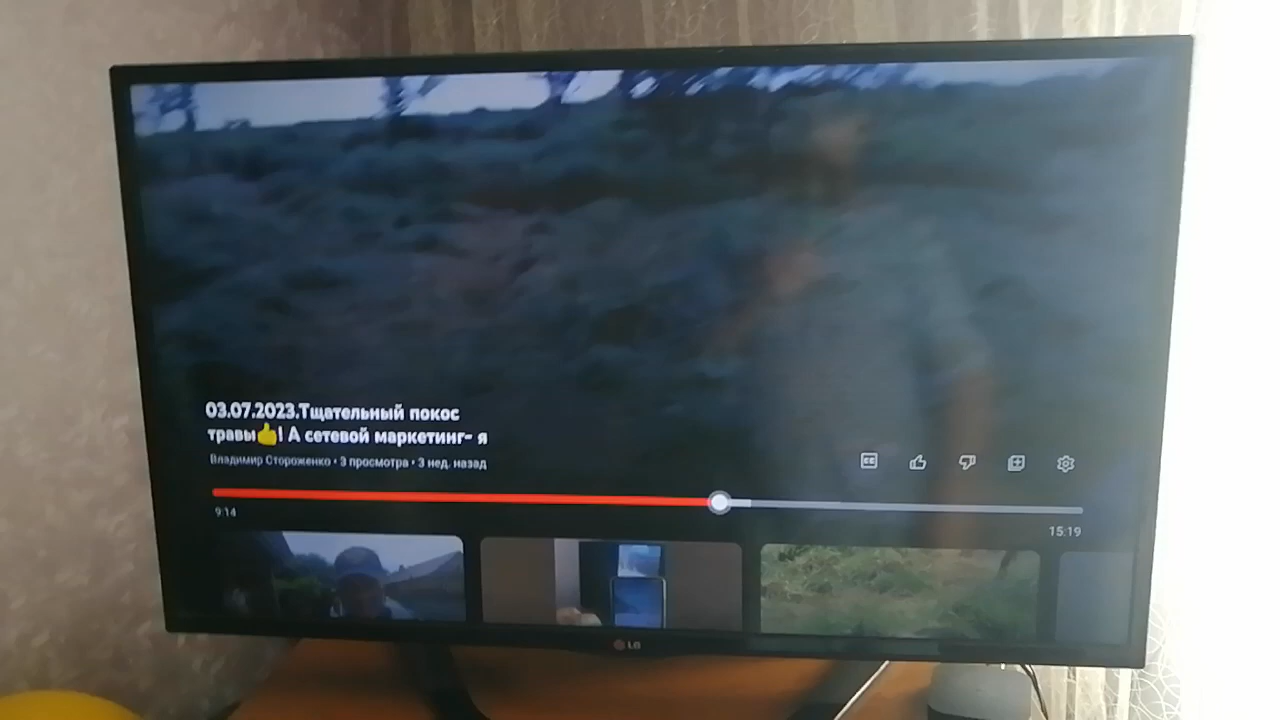 03.07.2023.Тщательный покос
травы👍! А сетевой маркетинг- я
Владимир Стороженко • 3 просмотра • 3 нед. назад
CC
9:14
15:19
LG